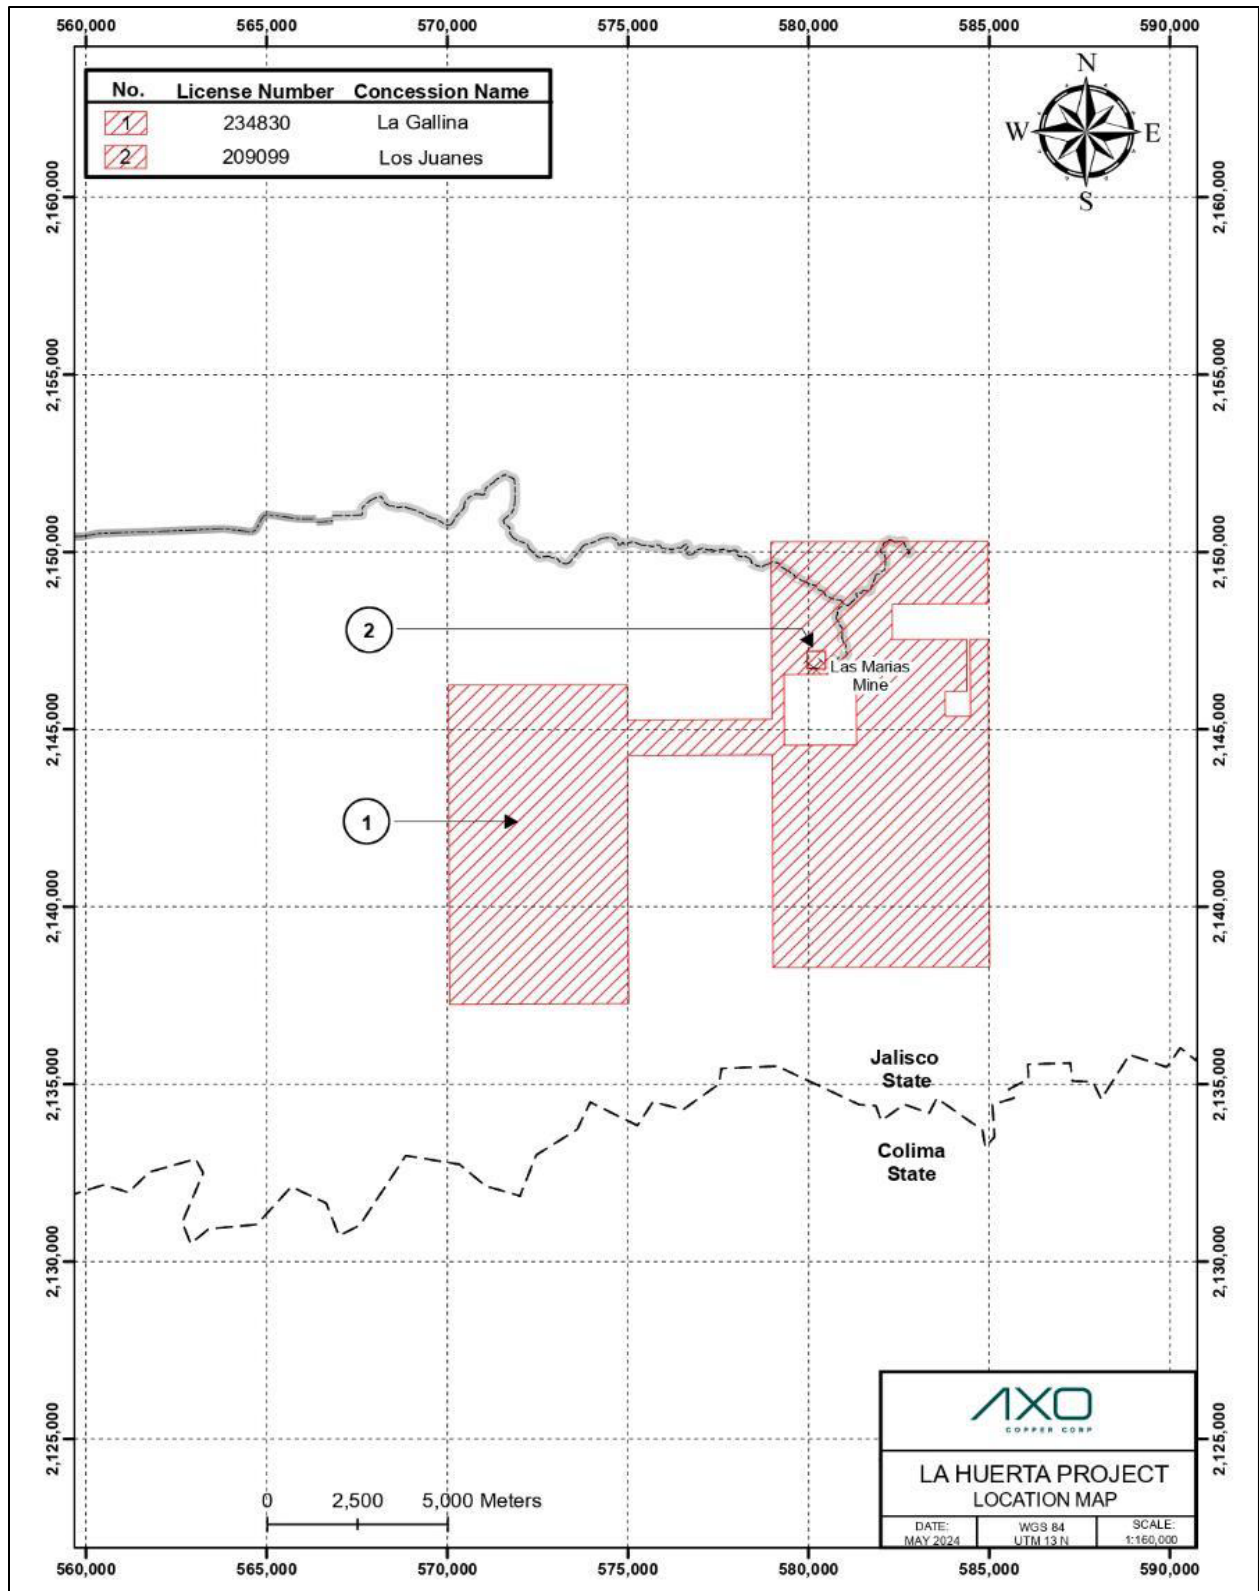 560,000 565,000 570,000 575,000 580,000 585,000 590,000
No. License Number Concession Name
1 234830 La Gallina
2 209099 Los Juanes
N
W E
S
2,160,000 2,160,000
2,155,000 2,155,000
2,150,000 2,150,000
2
Las Marias
Mine
2,145,000 2,145,000
1
2,140,000 2,140,000
Jalisco
State
2,135,000 2,135,000
Colima
State
2,130,000 2,130,000
2,125,000 2,125,000
AXO
COPPER CORP
LA HUERTA PROJECT
LOCATION MAP
0 2,500 5,000 Meters
DATE: WGS 84 SCALE:
MAY 2024 UTM 13 N 1:160,000
560,000 565,000 570,000 575,000 580,000 585,000 590,000